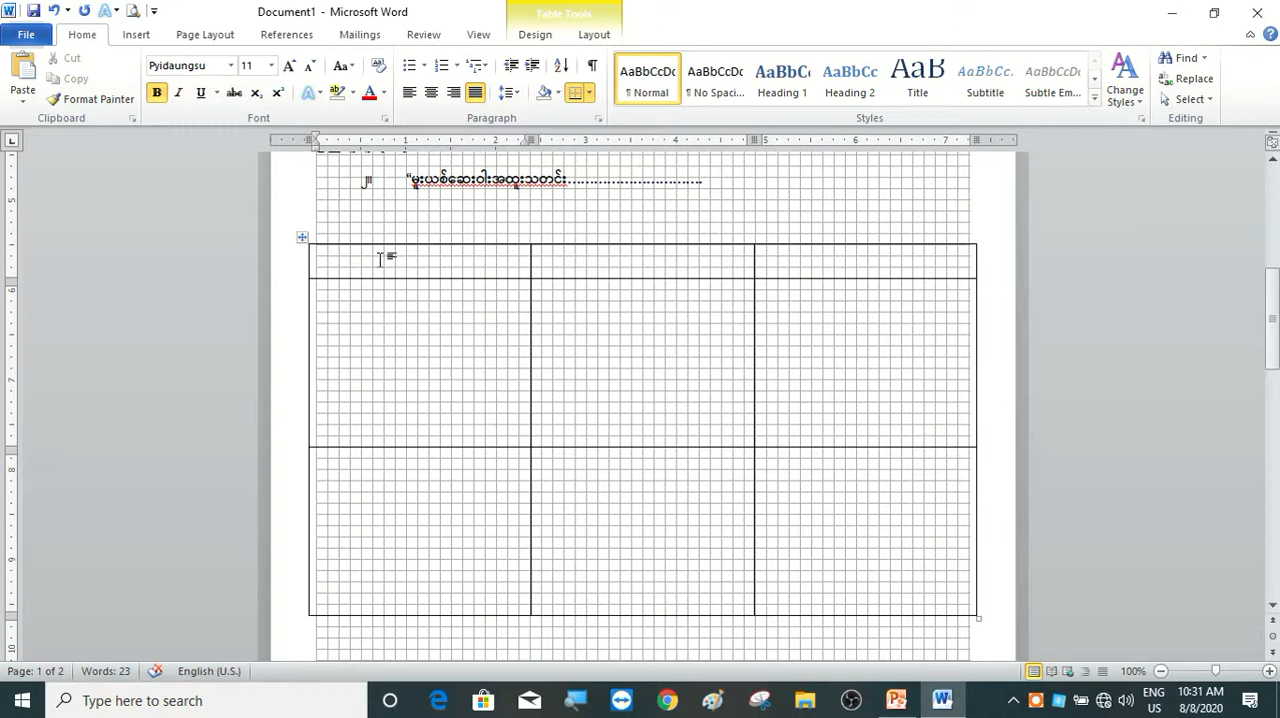 Document1 - Microsoft Word
Table Tools
File Home Insert Page Layout References Mailings Review View Design Layout
Paste
Cut
Copy
Format Painter
Clipboard
Pyidaungsu 11
Font
Paragraph
AaBbCcDc AaBbCcDc AaBbCc AaBbCc AaB AaBbCc. AaBbCcDc
¶ Normal ¶ No Spaci... Heading 1 Heading 2 Title Subtitle Subtle Em...
Change Styles
Styles
Find
Replace
Select
Editing
၂။ “မူးယစ်ဆေးဝါးအထူးသတင်း
Page: 1 of 2 Words: 23 English (U.S.) 100%
Type here to search
ENG
US
10:31 AM
8/8/2020